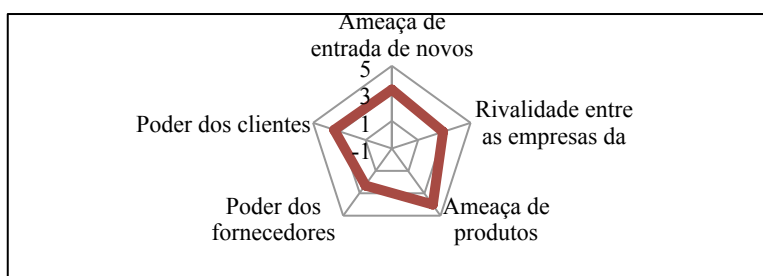 Ameaça de
entrada de novos
5
3
1
-1
Rivalidade entre
as empresas da
Ameaça de
produtos
Poder dos
fornecedores
Poder dos clientes